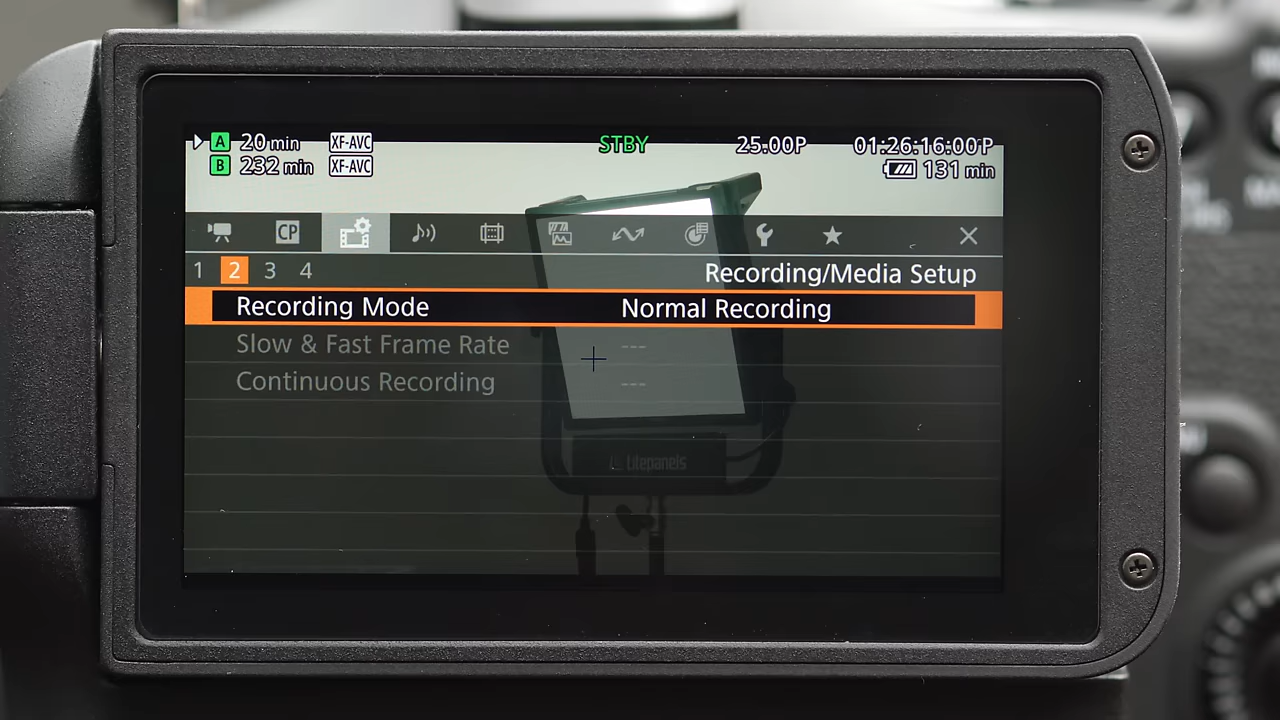 A 20 min XF-AVC STBY 25.00P 01:26:16:00P
B 232 min XF-AVC 131 min
CP
1 2 3 4 Recording/Media Setup
Recording Mode Normal Recording
Slow & Fast Frame Rate ---
Continuous Recording ---
Litepanels